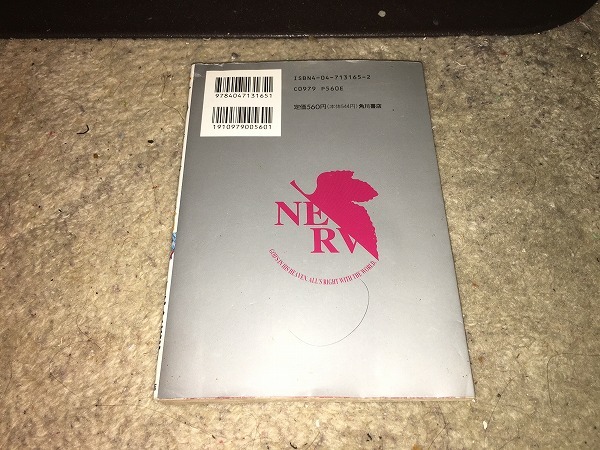 9784047131651
1910979005601
ISBN4-04-713165-2
C0979 P560E
定価560円(本体544円)角川書店
NERV
GOD'S IN HIS HEAVEN, ALL'S RIGHT WITH THE WORLD.